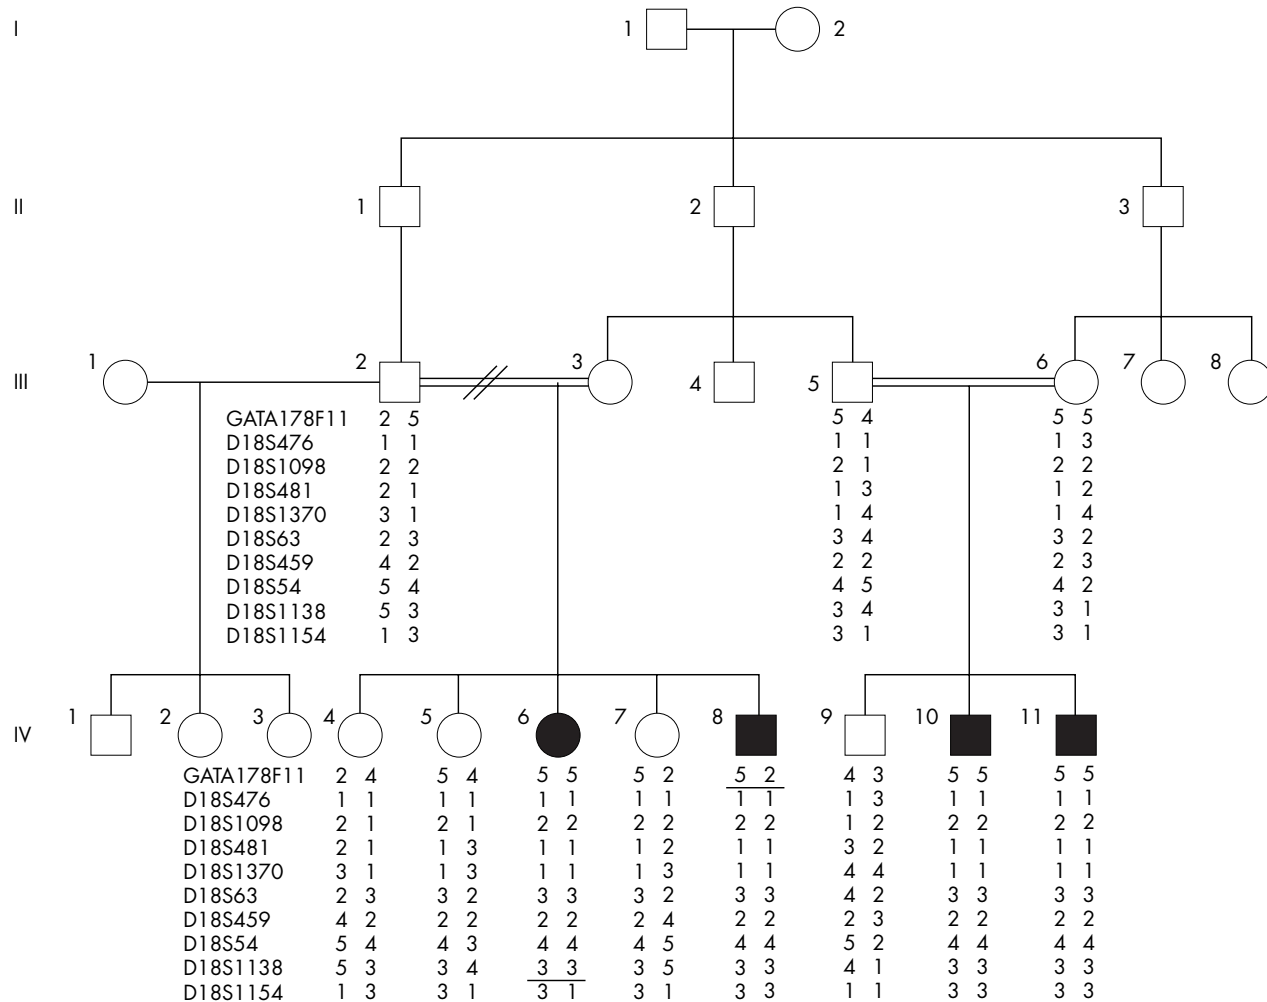 I 1 2
II 1 2 3
III 1 2 3 4 5 6 7 8
GATA178F11 2 5 5 4 5 5
D18S476 1 1 1 1 1 3
D18S1098 2 2 2 1 2 2
D18S481 2 1 1 3 1 2
D18S1370 3 1 1 4 1 4
D18S63 2 3 3 4 3 2
D18S459 4 2 2 2 2 3
D18S54 5 4 4 5 4 2
D18S1138 5 3 3 4 3 1
D18S1154 1 3 3 1 3 1
IV 1 2 3 4 5 6 7 8 9 10 11
GATA178F11 2 4 5 4 5 5 5 2 5 2 4 3 5 5 5 5
D18S476 1 1 1 1 1 1 1 1 1 1 1 3 1 1 1 1
D18S1098 2 1 2 1 2 2 2 2 2 2 1 2 2 2 2 2
D18S481 2 1 1 3 1 1 1 2 1 1 3 2 1 1 1 1
D18S1370 3 1 1 3 1 1 1 3 1 1 4 4 1 1 1 1
D18S63 2 3 3 2 3 3 3 2 3 3 4 2 3 3 3 3
D18S459 4 2 2 2 2 2 2 4 2 2 2 3 2 2 2 2
D18S54 5 4 4 3 4 4 4 5 4 4 5 2 4 4 4 4
D18S1138 5 3 3 4 3 3 3 5 3 3 4 1 3 3 3 3
D18S1154 1 3 3 1 3 1 3 1 3 3 1 1 3 3 3 3